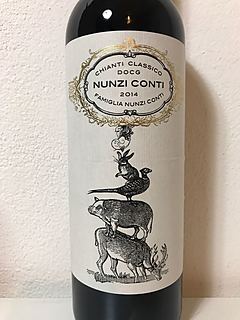 CHIANTI CLASSICO
DOCG
NUNZI CONTI
2014
FAMIGLIA NUNZI CONTI